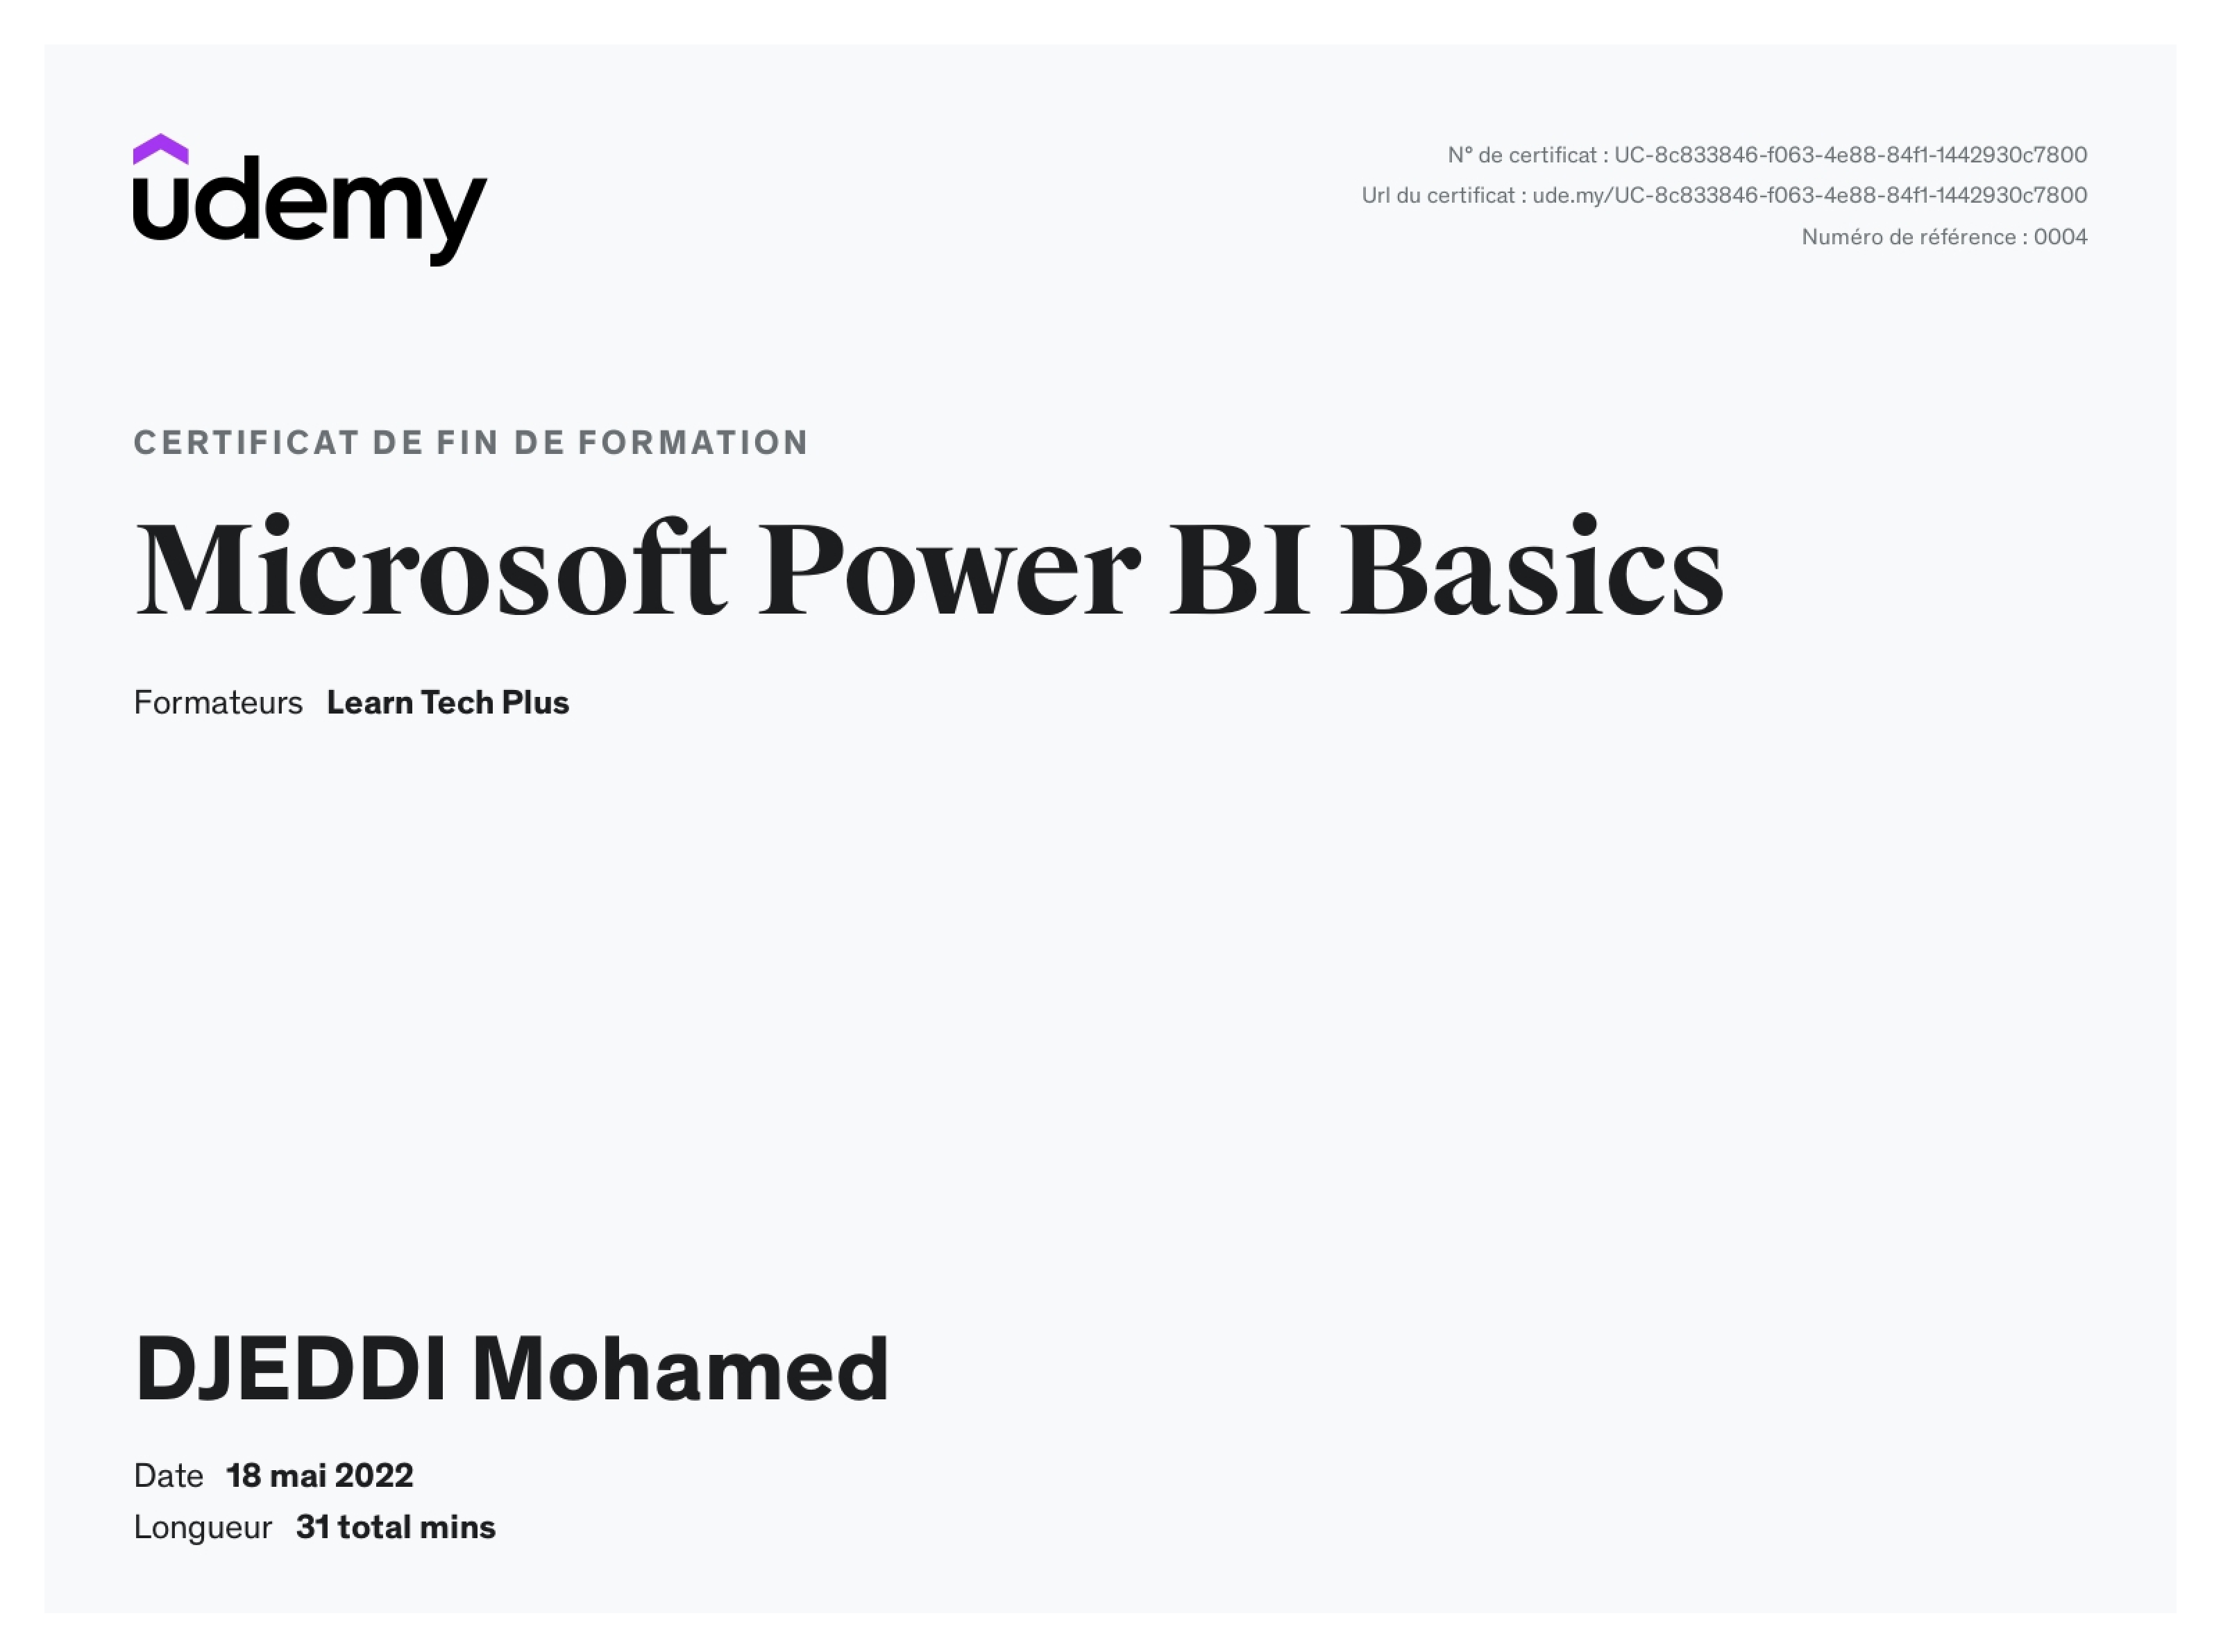 udemy
N° de certificat : UC-8c833846-f063-4e88-84f1-1442930c7800
Url du certificat : ude.my/UC-8c833846-f063-4e88-84f1-1442930c7800
Numéro de référence : 0004
CERTIFICAT DE FIN DE FORMATION
Microsoft Power BI Basics
Formateurs Learn Tech Plus
DJEDDI Mohamed
Date 18 mai 2022
Longueur 31 total mins